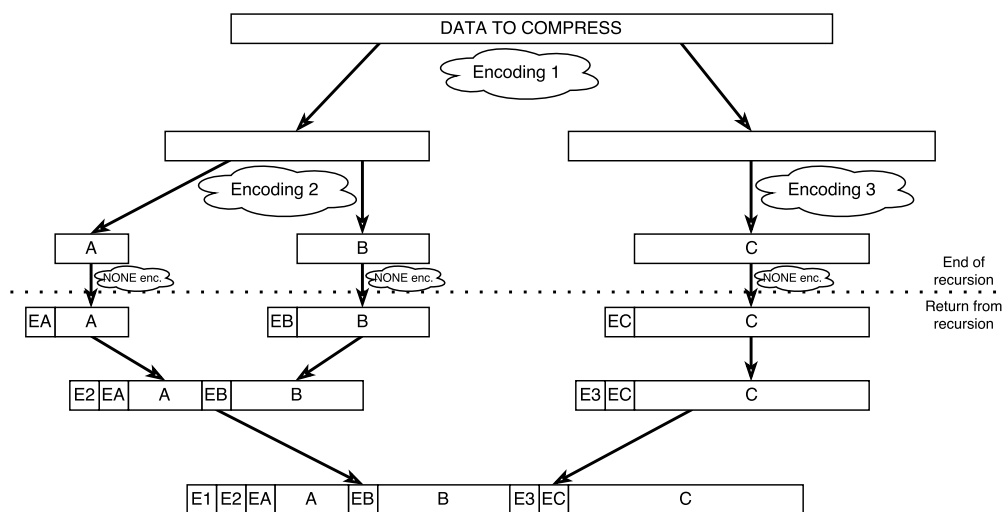 DATA TO COMPRESS
Encoding 1
Encoding 2
Encoding 3
A
B
C
NONE enc.
NONE enc.
NONE enc.
End of
recursion
Return from
recursion
EA A
EB B
EC C
E2 EA A EB B
E3 EC C
E1 E2 EA A EB B E3 EC C